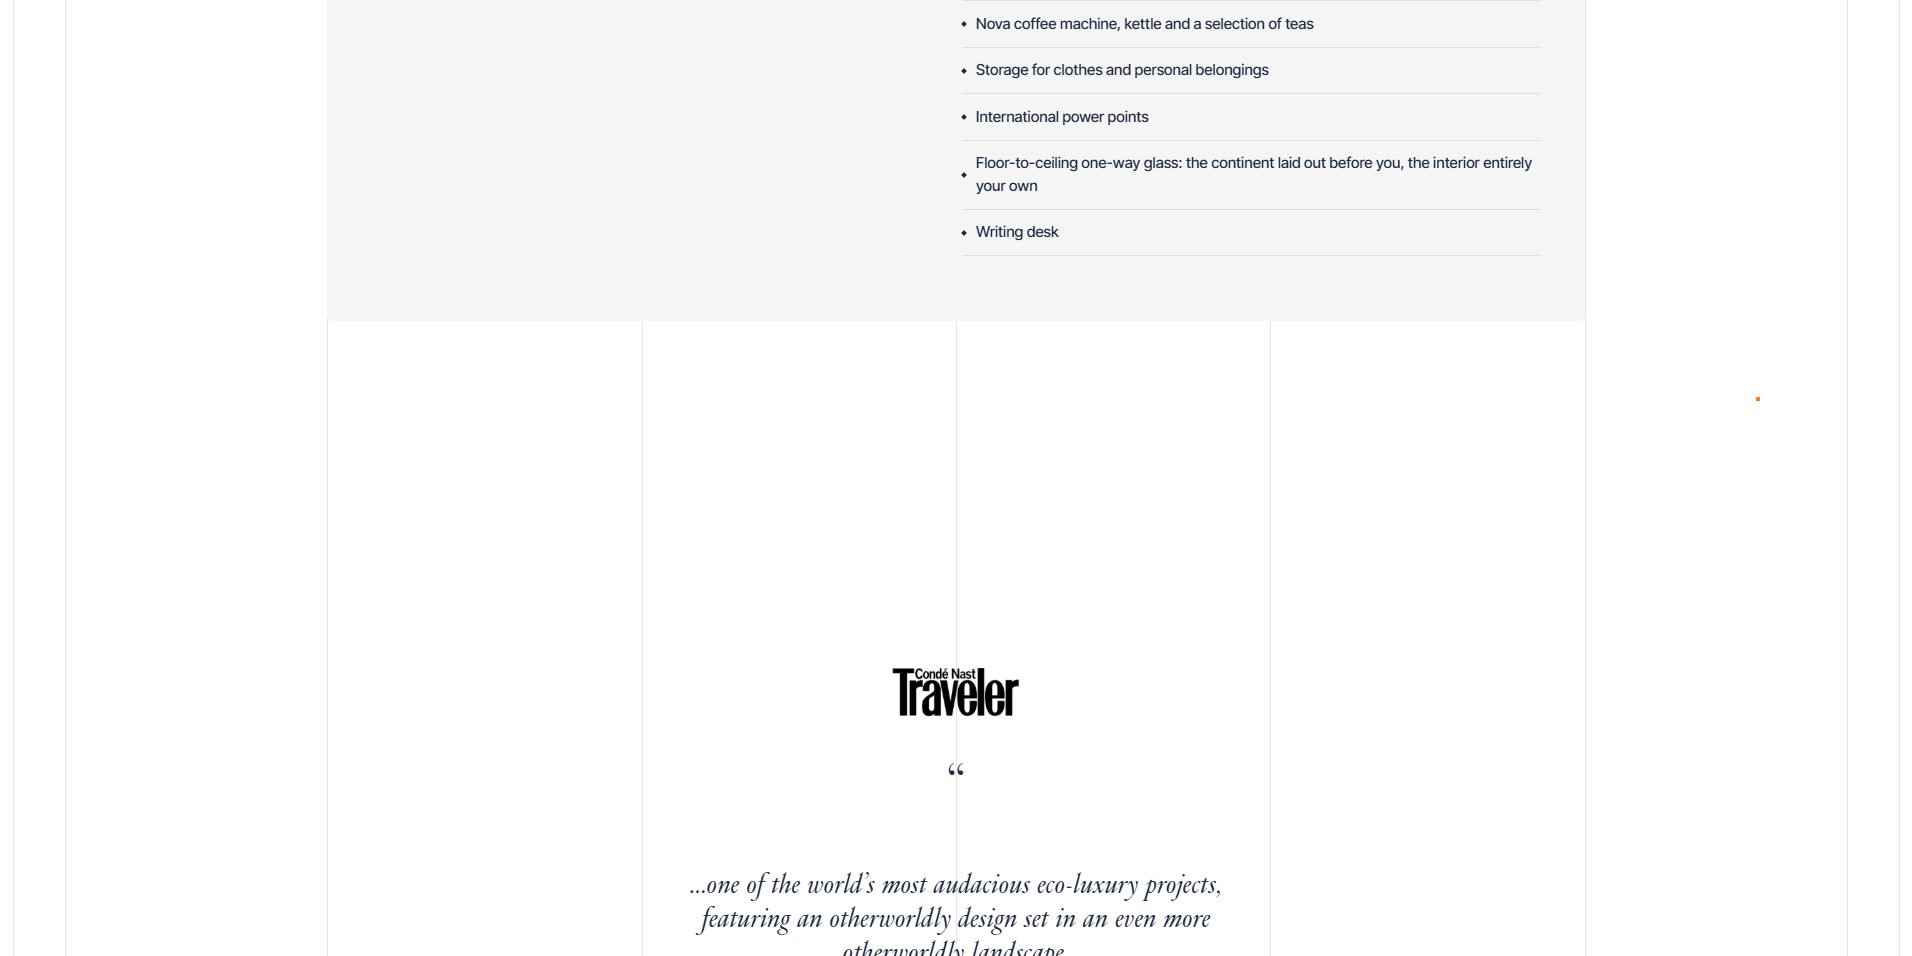 Nova coffee machine, kettle and a selection of teas
Storage for clothes and personal belongings
International power points
Floor-to-ceiling one-way glass: the continent laid out before you, the interior entirely
your own
Writing desk
Condé Nast
Traveler
“
...one of the world’s most audacious eco-luxury projects,
featuring an otherworldly design set in an even more
otherworldly landscape